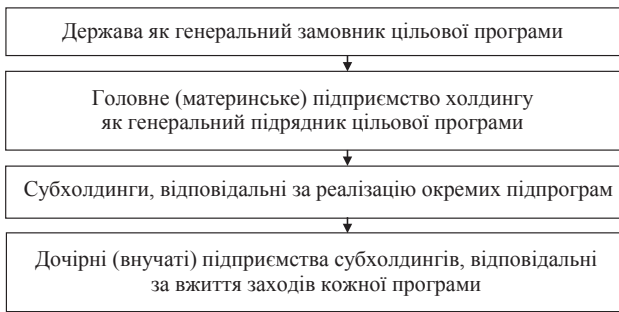 Держава як генеральний замовник цільової програми
Головне (материнське) підприємство холдингу
як генеральний підрядник цільової програми
Субхолдинги, відповідальні за реалізацію окремих підпрограм
Дочірні (внучаті) підприємства субхолдингів, відповідальні
за вжиття заходів кожної програми